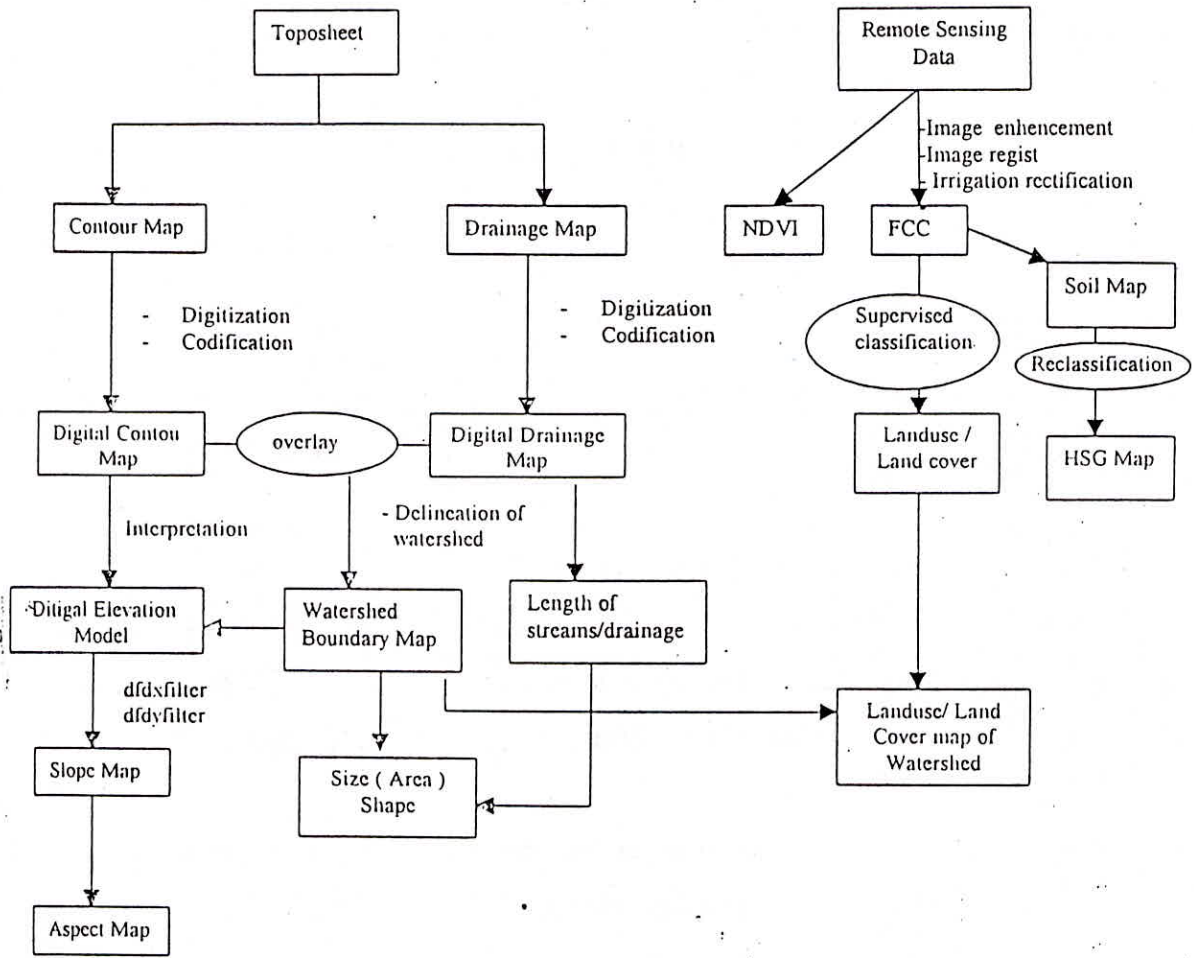 Toposheet
Remote Sensing
Data
-Image enhencement
-Image regist
- Irrigation rectification
Contour Map
Drainage Map
NDVI
FCC
Soil Map
- Digitization
- Codification
- Digitization
- Codification
Supervised
classification
Reclassification
Digital Contou
Map
overlay
Digital Drainage
Map
Landuse /
Land cover
HSG Map
Interpretation
- Delineation of
watershed
Ditigal Elevation
Model
Watershed
Boundary Map
Length of
streams/drainage
dfdxfilter
dfdyfilter
Landuse/ Land
Cover map of
Watershed
Slope Map
Size ( Area )
Shape
Aspect Map